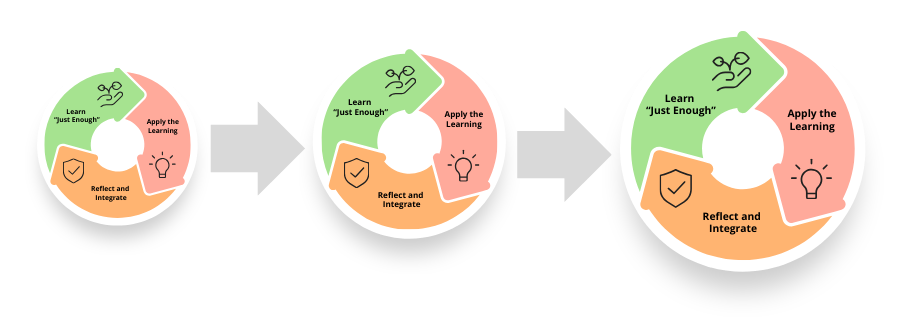 Learn
“Just Enough”
Apply the
Learning
Reflect and
Integrate
Learn
“Just Enough”
Apply the
Learning
Reflect and
Integrate
Learn
“Just Enough”
Apply the
Learning
Reflect and
Integrate